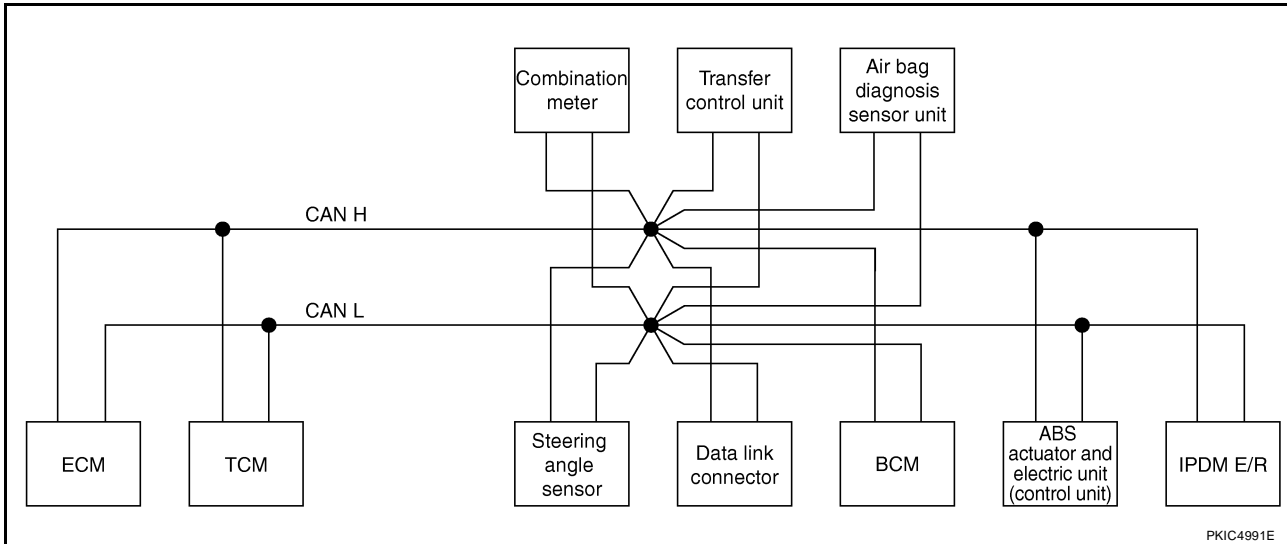 Combination
meter
Transfer
control unit
Air bag
diagnosis
sensor unit
CAN H
CAN L
ECM
TCM
Steering
angle
sensor
Data link
connector
BCM
ABS
actuator and
electric unit
(control unit)
IPDM E/R
PKIC4991E